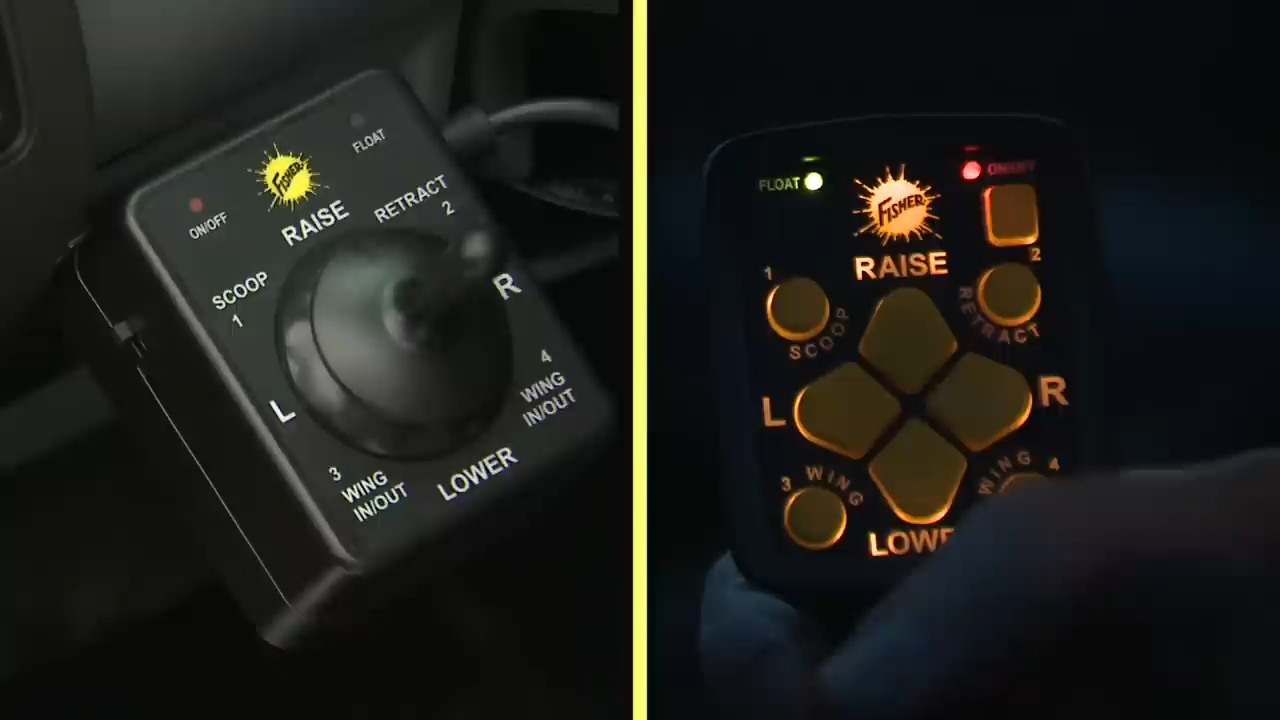 FLOAT
FISHER
ON/OFF
RAISE
RETRACT
2
SCOOP
1
R
L
4
WING
IN/OUT
3
WING
IN/OUT
LOWER
FLOAT
FISHER
ON/OFF
RAISE
1
2
SCOOP
RETRACT
L
R
3
WING
WING
4
LOWE